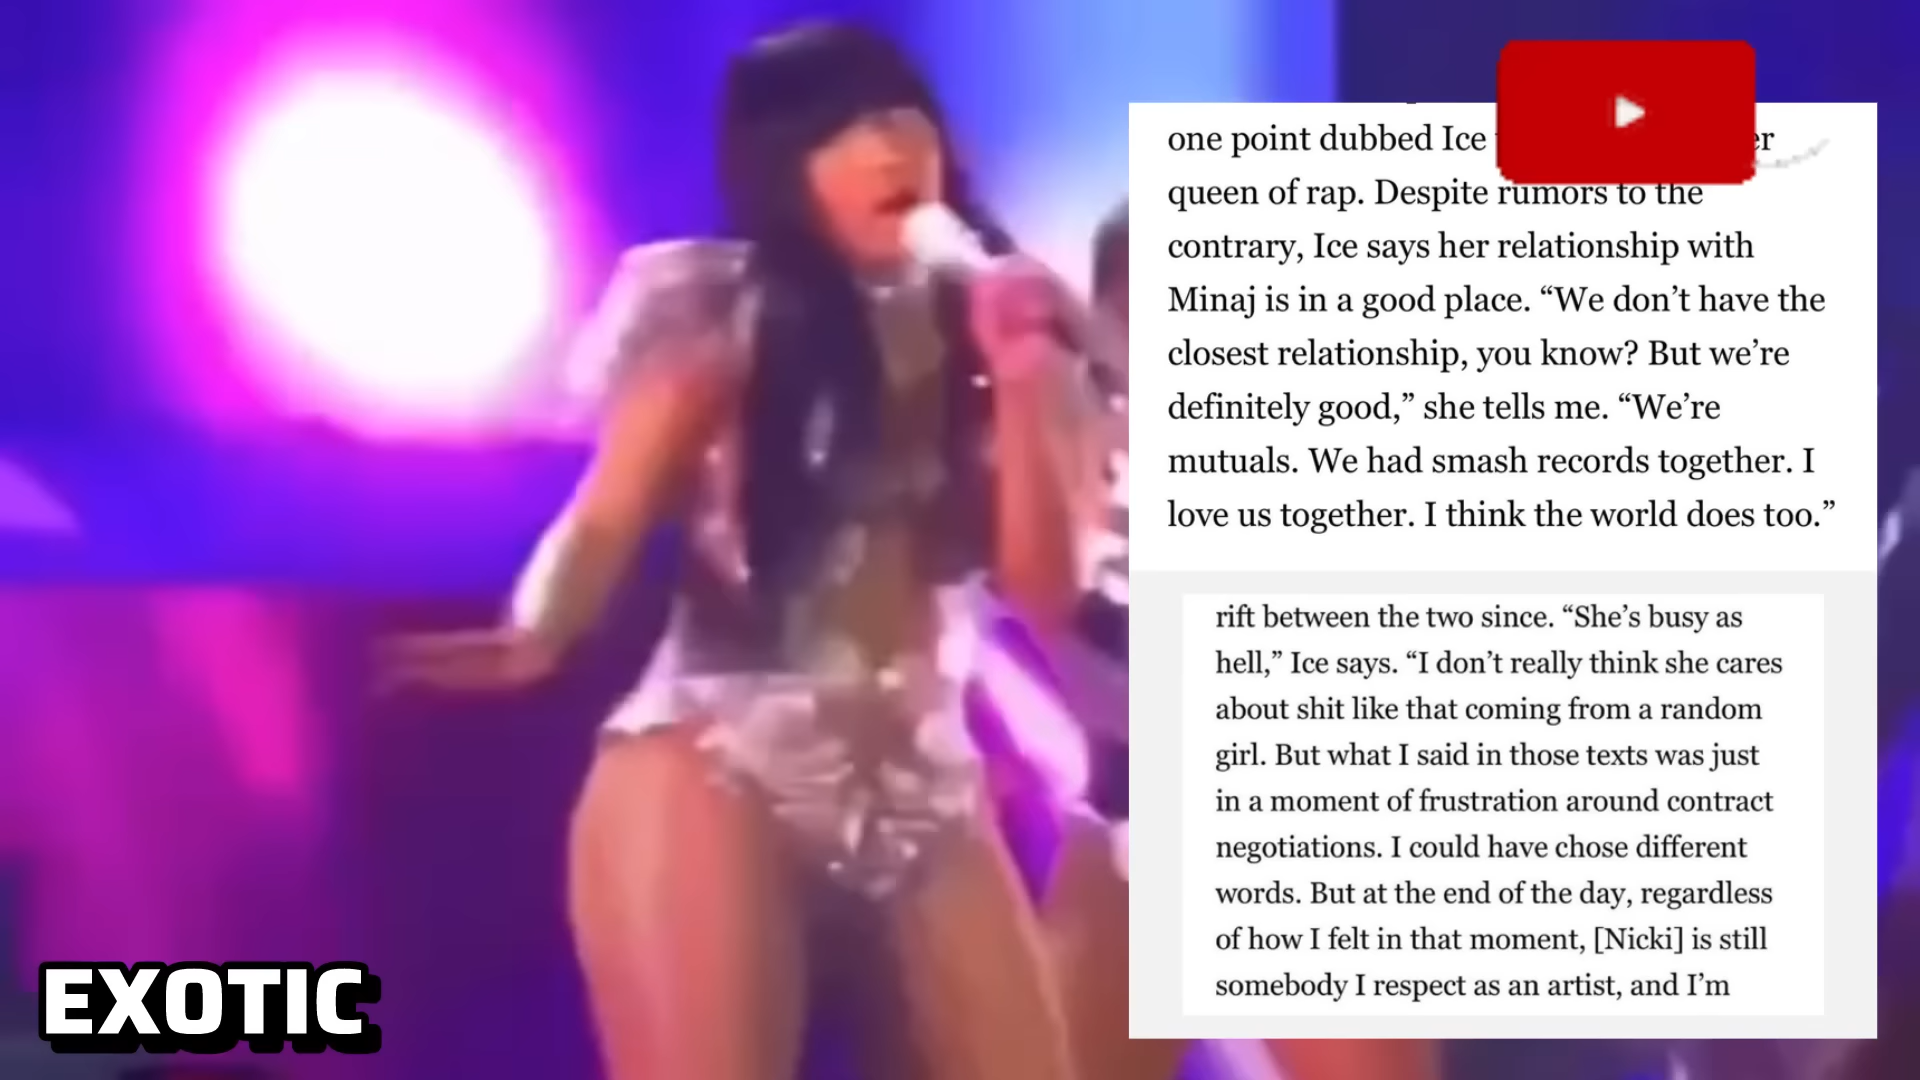 one point dubbed Ice er
queen of rap. Despite rumors to the
contrary, Ice says her relationship with
Minaj is in a good place. “We don’t have the
closest relationship, you know? But we’re
definitely good,” she tells me. “We’re
mutuals. We had smash records together. I
love us together. I think the world does too.”
rift between the two since. “She’s busy as
hell,” Ice says. “I don’t really think she cares
about shit like that coming from a random
girl. But what I said in those texts was just
in a moment of frustration around contract
negotiations. I could have chose different
words. But at the end of the day, regardless
of how I felt in that moment, [Nicki] is still
somebody I respect as an artist, and I’m
EXOTIC